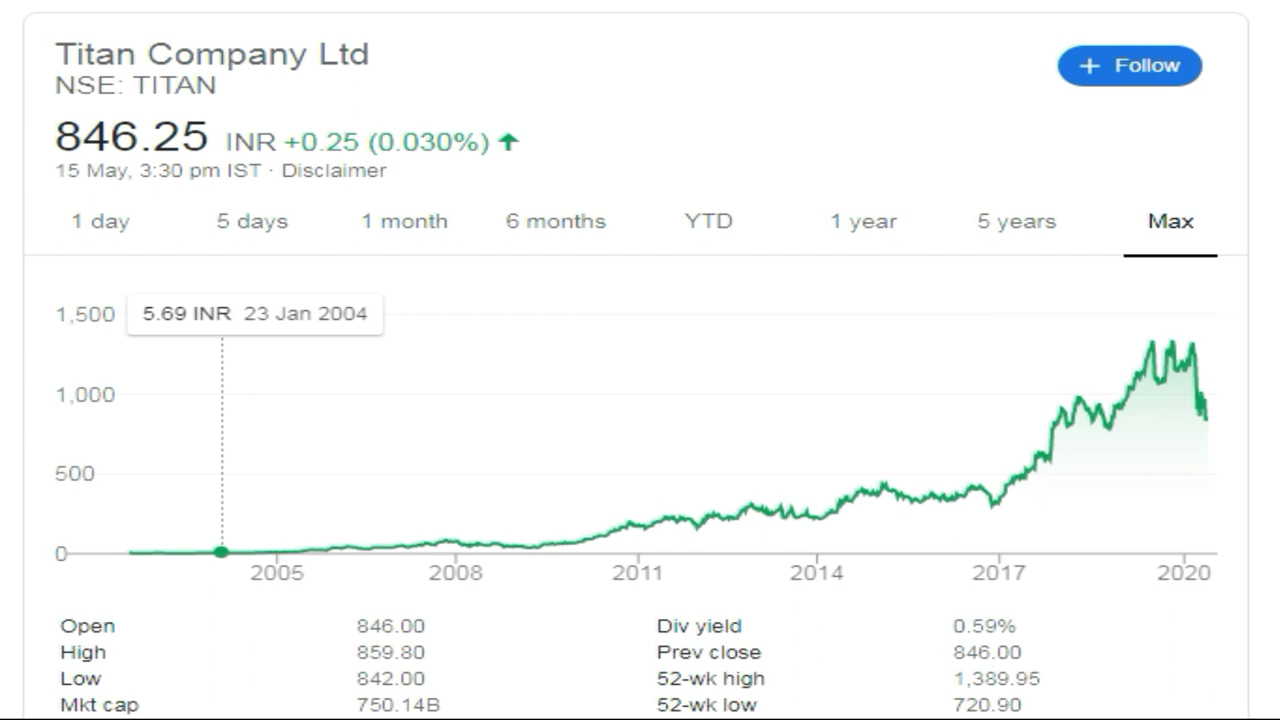 Titan Company Ltd
NSE: TITAN
+ Follow
846.25 INR +0.25 (0.030%) ↑
15 May, 3:30 pm IST · Disclaimer
1 day 5 days 1 month 6 months YTD 1 year 5 years Max
5.69 INR 23 Jan 2004
1,500
1,000
500
0
2005 2008 2011 2014 2017 2020
Open 846.00 Div yield 0.59%
High 859.80 Prev close 846.00
Low 842.00 52-wk high 1,389.95
Mkt cap 750.14B 52-wk low 720.90